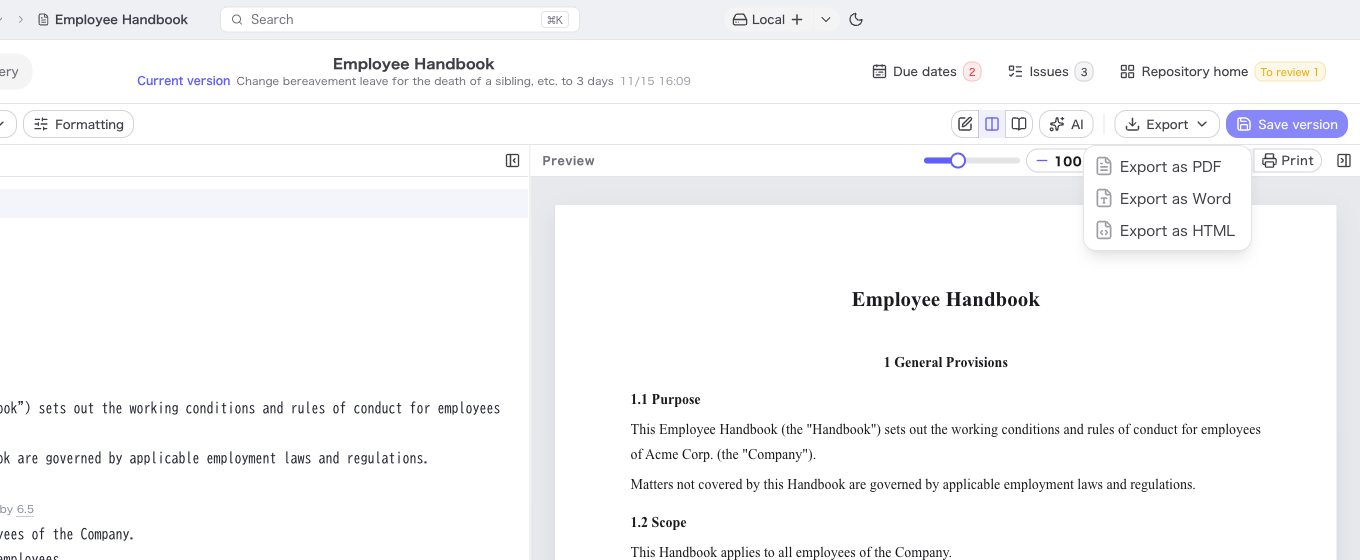 Employee Handbook
Search
⌘K
Local
ery
Employee Handbook
Current version Change bereavement leave for the death of a sibling, etc. to 3 days 11/15 16:09
Due dates 2
Issues 3
Repository home To review 1
Formatting
AI
Export
Save version
Preview
100
Print
Export as PDF
Export as Word
Export as HTML
ook”) sets out the working conditions and rules of conduct for employees
ok are governed by applicable employment laws and regulations.
by 6.5
yees of the Company.
employees
Employee Handbook
1 General Provisions
1.1 Purpose
This Employee Handbook (the "Handbook") sets out the working conditions and rules of conduct for employees
of Acme Corp. (the "Company").
Matters not covered by this Handbook are governed by applicable employment laws and regulations.
1.2 Scope
This Handbook applies to all employees of the Company.